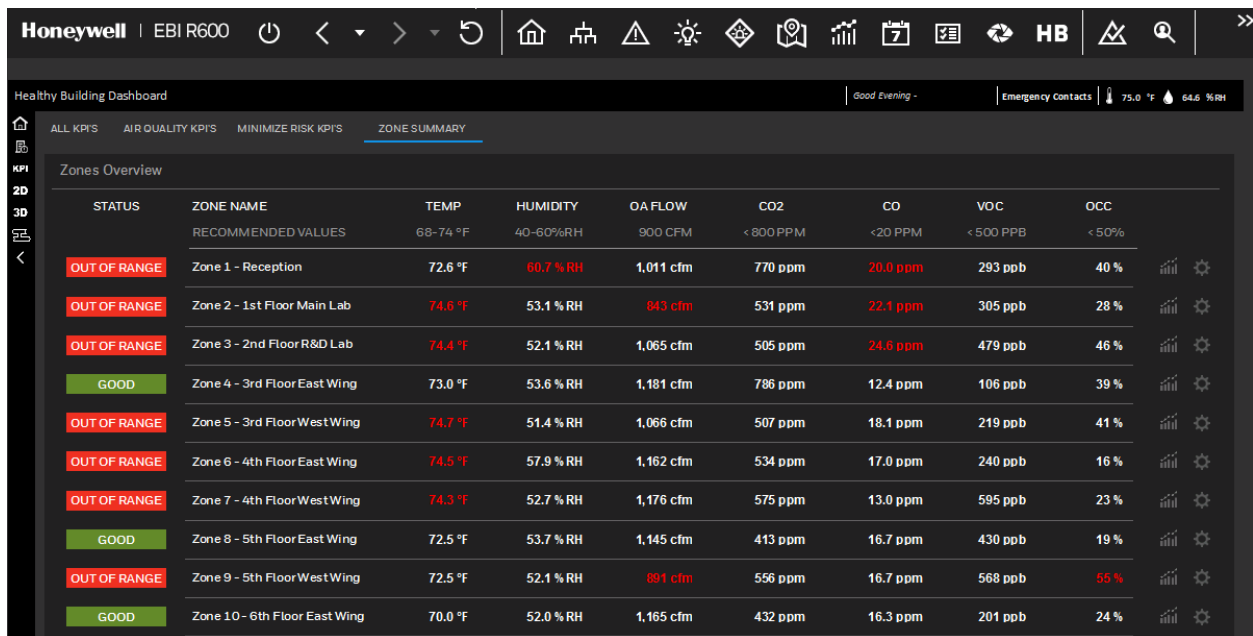 Honeywell | EBI R600 7 HB >>
Healthy Building Dashboard Good Evening - Emergency Contacts 75.0 °F 64.6 %RH
ALL KPI'S AIR QUALITY KPI'S MINIMIZE RISK KPI'S ZONE SUMMARY
KPI
2D
3D
Zones Overview
STATUS ZONE NAME TEMP HUMIDITY OA FLOW CO2 CO VOC OCC
RECOMMENDED VALUES 68-74 °F 40-60%RH 900 CFM <800 PPM <20 PPM <500 PPB <50%
OUT OF RANGE Zone 1 - Reception 72.6 °F 60.7 % RH 1,011 cfm 770 ppm 20.0 ppm 293 ppb 40 %
OUT OF RANGE Zone 2 - 1st Floor Main Lab 74.6 °F 53.1 % RH 843 cfm 531 ppm 22.1 ppm 305 ppb 28 %
OUT OF RANGE Zone 3 - 2nd Floor R&D Lab 74.4 °F 52.1 % RH 1,065 cfm 505 ppm 24.6 ppm 479 ppb 46 %
GOOD Zone 4 - 3rd Floor East Wing 73.0 °F 53.6 % RH 1,181 cfm 786 ppm 12.4 ppm 106 ppb 39 %
OUT OF RANGE Zone 5 - 3rd Floor West Wing 74.7 °F 51.4 % RH 1,066 cfm 507 ppm 18.1 ppm 219 ppb 41 %
OUT OF RANGE Zone 6 - 4th Floor East Wing 74.5 °F 57.9 % RH 1,162 cfm 534 ppm 17.0 ppm 240 ppb 16 %
OUT OF RANGE Zone 7 - 4th Floor West Wing 74.3 °F 52.7 % RH 1,176 cfm 575 ppm 13.0 ppm 595 ppb 23 %
GOOD Zone 8 - 5th Floor East Wing 72.5 °F 53.7 % RH 1,145 cfm 413 ppm 16.7 ppm 430 ppb 19 %
OUT OF RANGE Zone 9 - 5th Floor West Wing 72.5 °F 52.1 % RH 891 cfm 556 ppm 16.7 ppm 568 ppb 55 %
GOOD Zone 10 - 6th Floor East Wing 70.0 °F 52.0 % RH 1,165 cfm 432 ppm 16.3 ppm 201 ppb 24 %